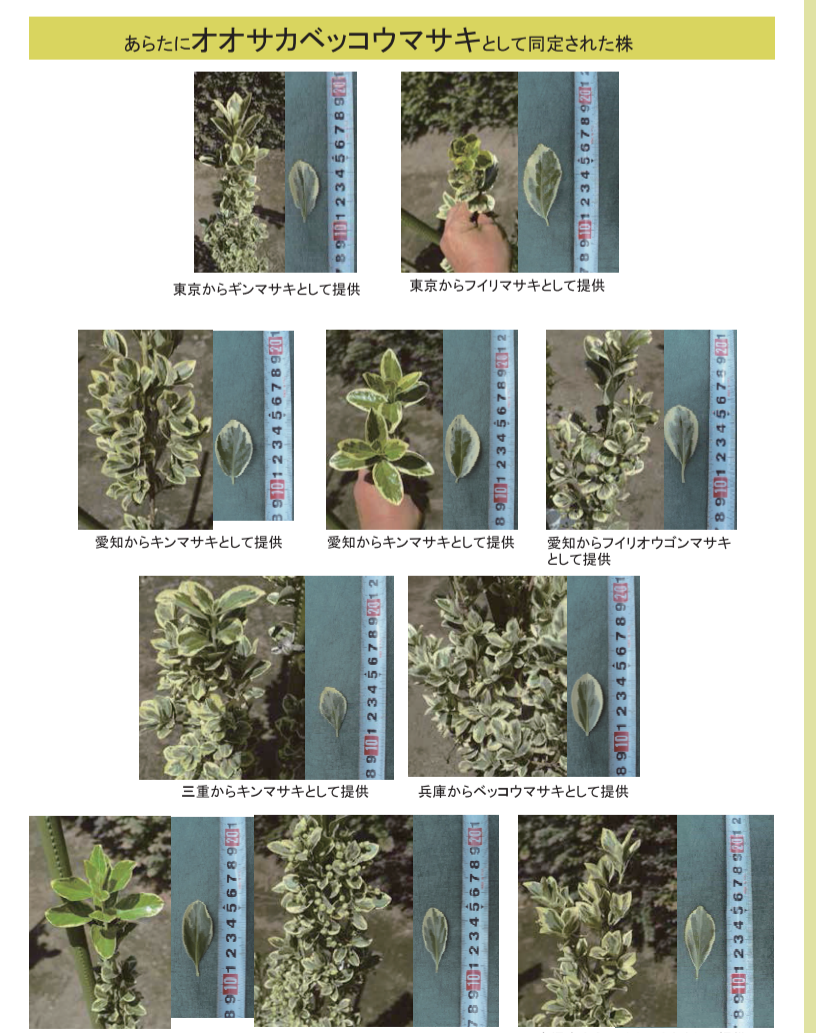 あらたにオオサカベッコウマサキとして同定された株
東京からギンマサキとして提供
東京からフイリマサキとして提供
愛知からキンマサキとして提供
愛知からキンマサキとして提供
愛知からフイリオウゴンマサキ
として提供
三重からキンマサキとして提供
兵庫からベッコウマサキとして提供